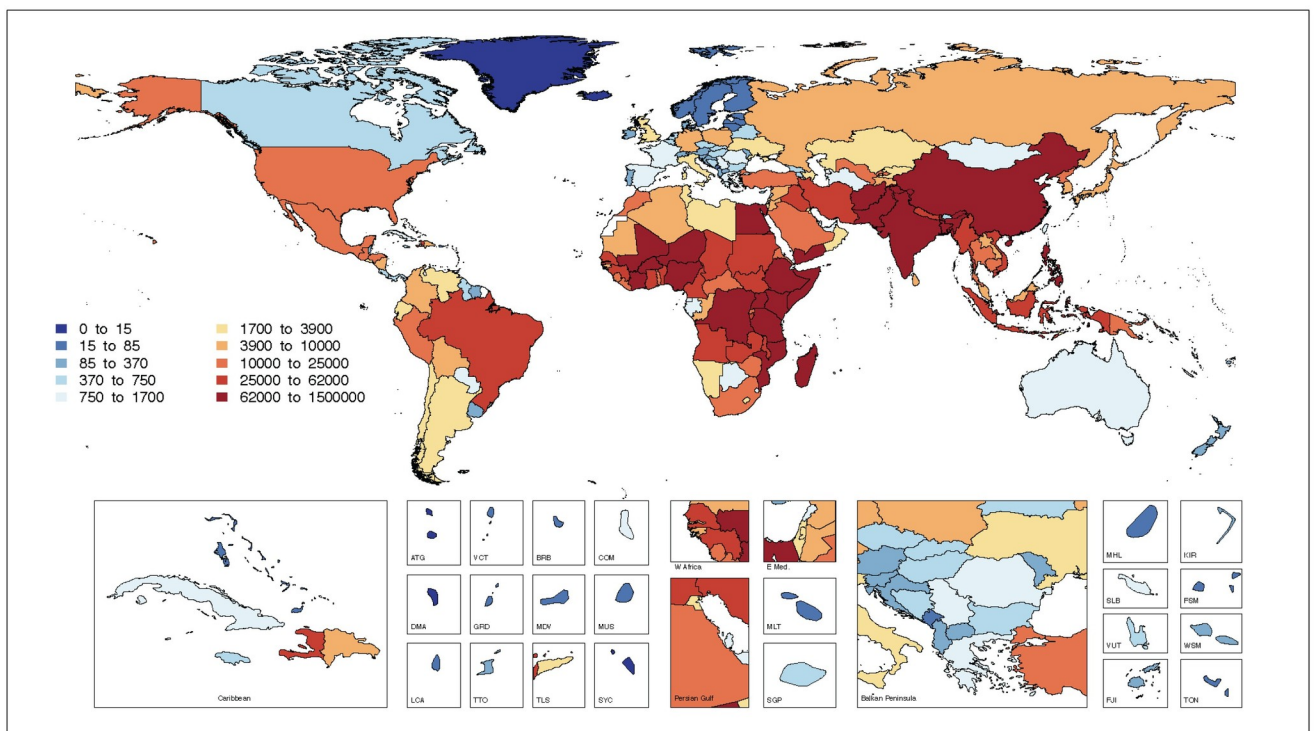 0 to 15
15 to 85
85 to 370
370 to 750
750 to 1700
1700 to 3900
3900 to 10000
10000 to 25000
25000 to 62000
62000 to 1500000
Caribbean
ATG
VCT
BRB
COM
DMA
GRD
MDV
MUS
LCA
TTO
TLS
SYC
W Africa
E Med.
Persian Gulf
MLT
SGP
Balkan Peninsula
MHL
KIR
SLB
FSM
VUT
WSM
FJI
TON